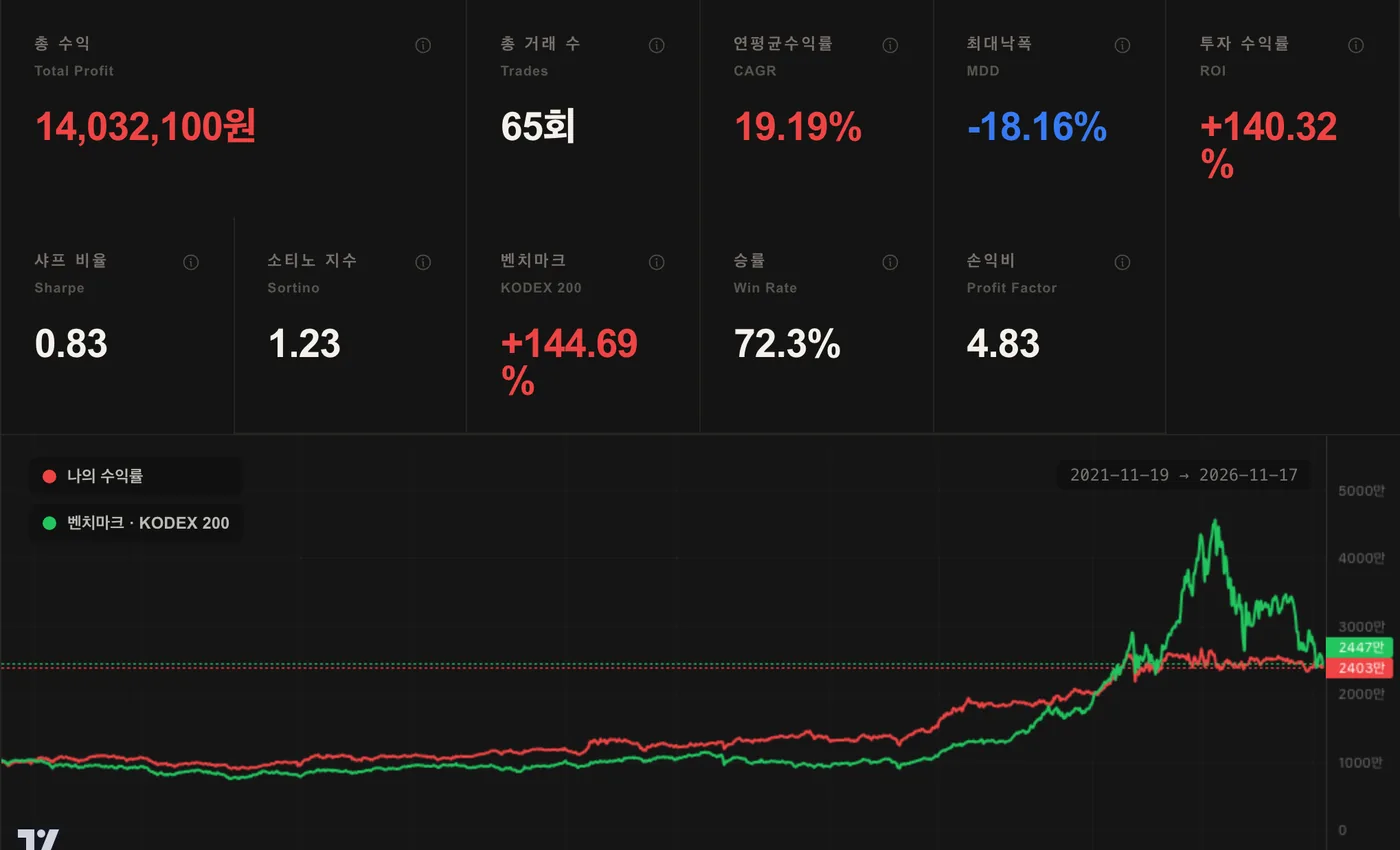 총 수익
Total Profit
14,032,100원
총 거래 수
Trades
65회
연평균수익률
CAGR
19.19%
최대낙폭
MDD
-18.16%
투자 수익률
ROI
+140.32
%
샤프 비율
Sharpe
0.83
소티노 지수
Sortino
1.23
벤치마크
KODEX 200
+144.69
%
승률
Win Rate
72.3%
손익비
Profit Factor
4.83
나의 수익률
벤치마크 · KODEX 200
2021-11-19 → 2026-11-17
5000만
4000만
3000만
2447만
2403만
2000만
1000만
0